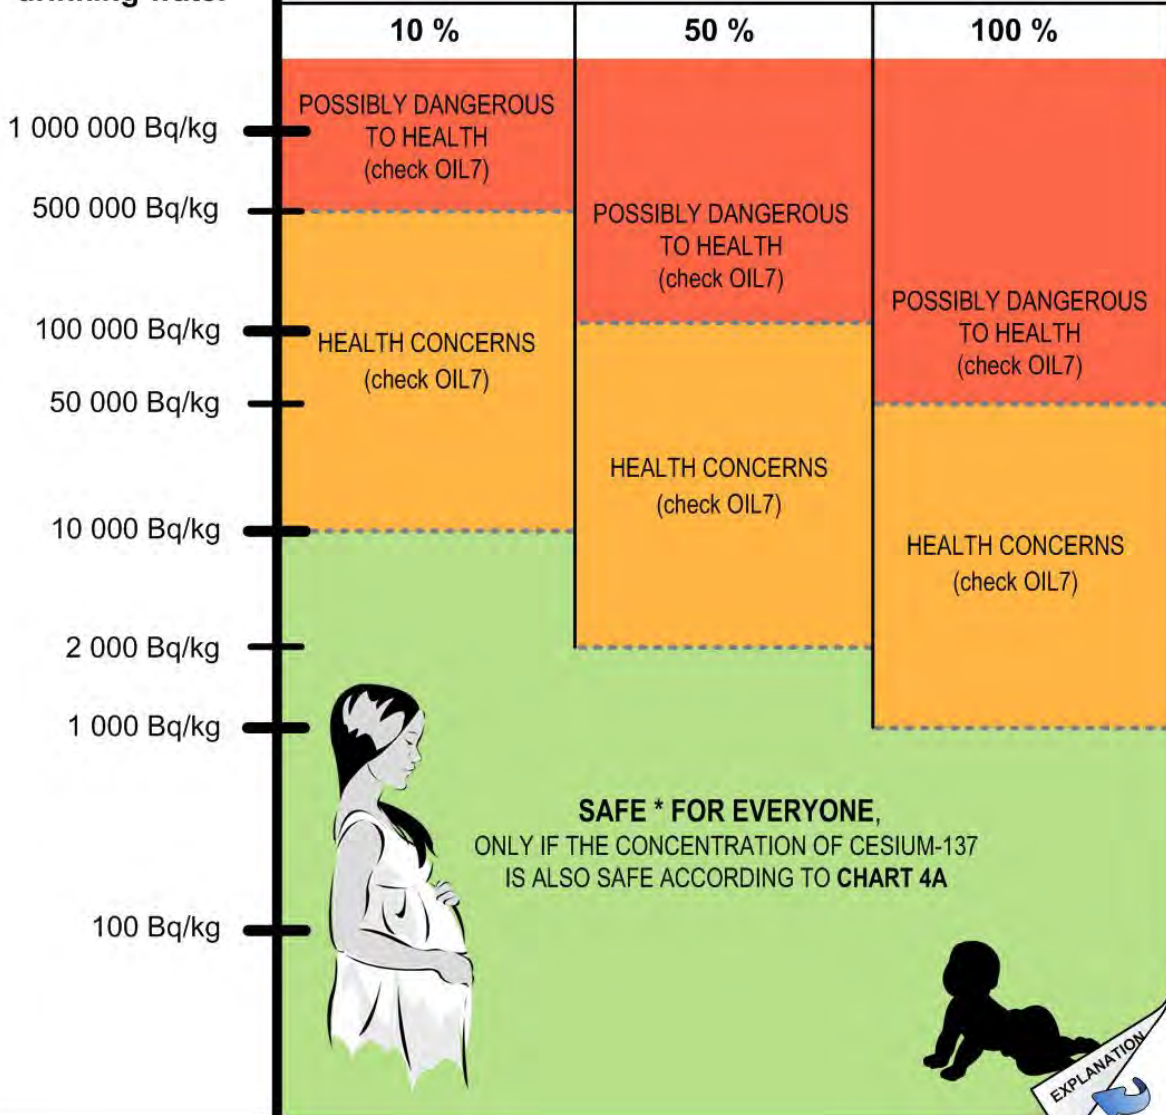 10 %
50 %
100 %
1 000 000 Bq/kg
500 000 Bq/kg
100 000 Bq/kg
50 000 Bq/kg
10 000 Bq/kg
2 000 Bq/kg
1 000 Bq/kg
100 Bq/kg
POSSIBLY DANGEROUS
TO HEALTH
(check OIL7)
HEALTH CONCERNS
(check OIL7)
POSSIBLY DANGEROUS
TO HEALTH
(check OIL7)
HEALTH CONCERNS
(check OIL7)
POSSIBLY DANGEROUS
TO HEALTH
(check OIL7)
HEALTH CONCERNS
(check OIL7)
SAFE * FOR EVERYONE,
ONLY IF THE CONCENTRATION OF CESIUM-137
IS ALSO SAFE ACCORDING TO CHART 4A
EXPLANATION